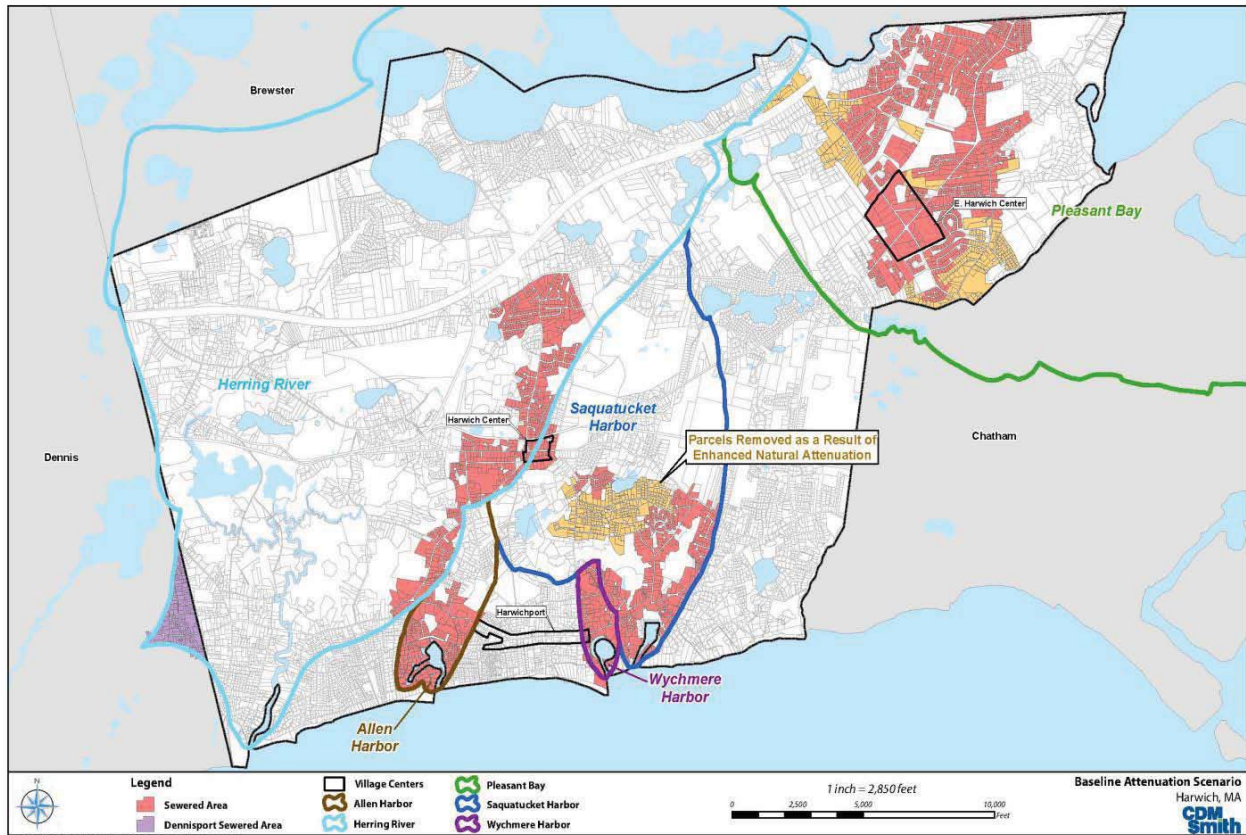 Brewster
E. Harwich Center
Pleasant Bay
Herring River
Harwich Center
Saquatucket
Harbor
Parcels Removed as a Result of
Enhanced Natural Attenuation
Dennis
Chatham
Harwichport
Wychmere
Harbor
Allen
Harbor
N
Legend
Sewered Area
Dennisport Sewered Area
Village Centers
Allen Harbor
Herring River
Pleasant Bay
Saquatucket Harbor
Wychmere Harbor
1 inch = 2,850 feet
0 2,500 5,000 10,000
Feet
Baseline Attenuation Scenario
Harwich, MA
CDM
Smith